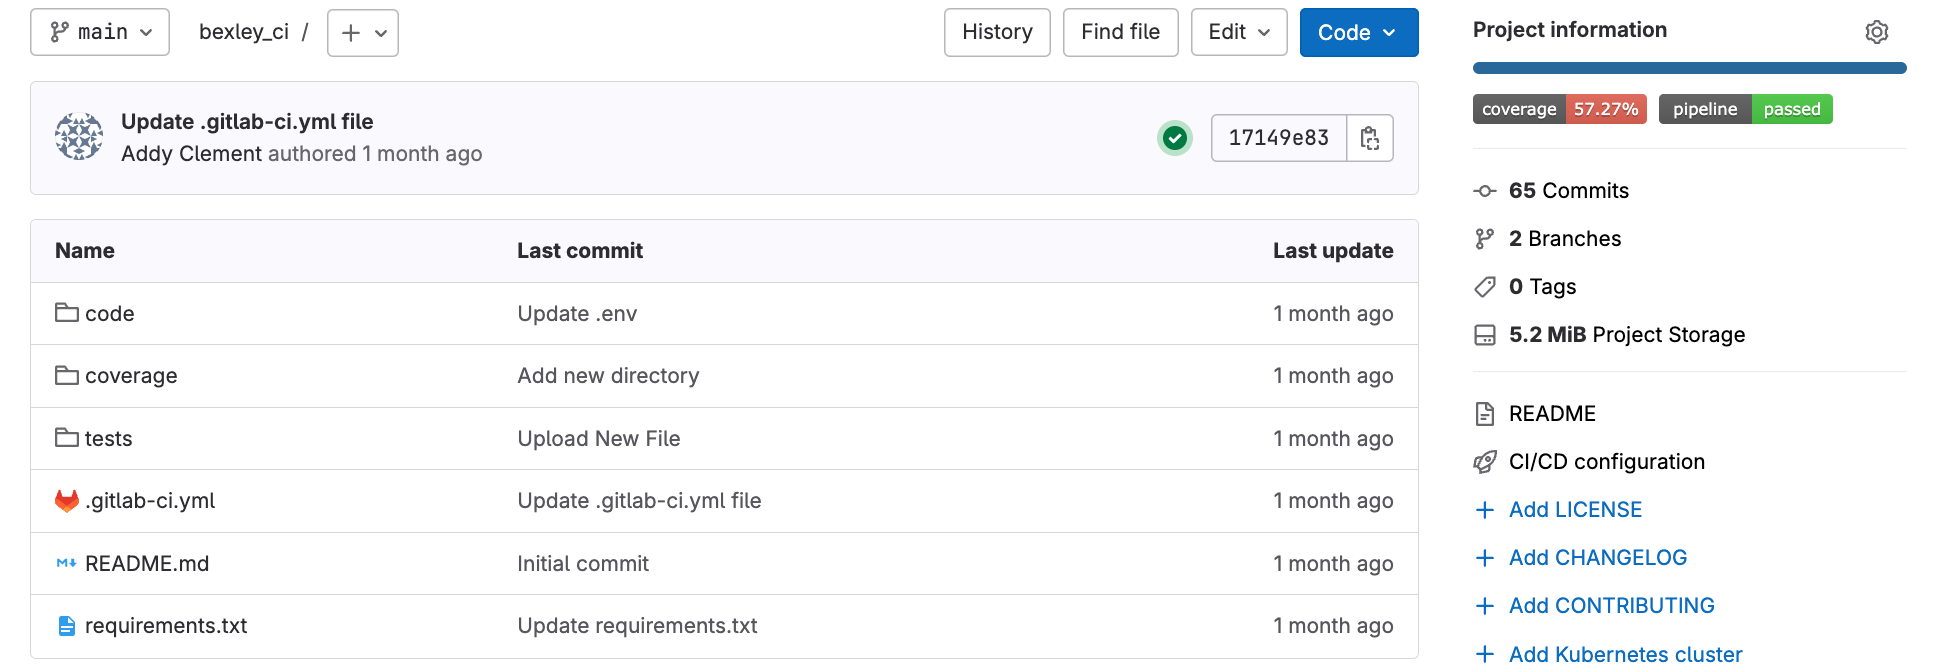 main
bexley_ci /
History
Find file
Edit
Code
Update .gitlab-ci.yml file
Addy Clement authored 1 month ago
17149e83
Name Last commit Last update
code Update .env 1 month ago
coverage Add new directory 1 month ago
tests Upload New File 1 month ago
.gitlab-ci.yml Update .gitlab-ci.yml file 1 month ago
README.md Initial commit 1 month ago
requirements.txt Update requirements.txt 1 month ago
Project information
coverage 57.27% pipeline passed
65 Commits
2 Branches
0 Tags
5.2 MiB Project Storage
README
CI/CD configuration
+ Add LICENSE
+ Add CHANGELOG
+ Add CONTRIBUTING
+ Add Kubernetes cluster